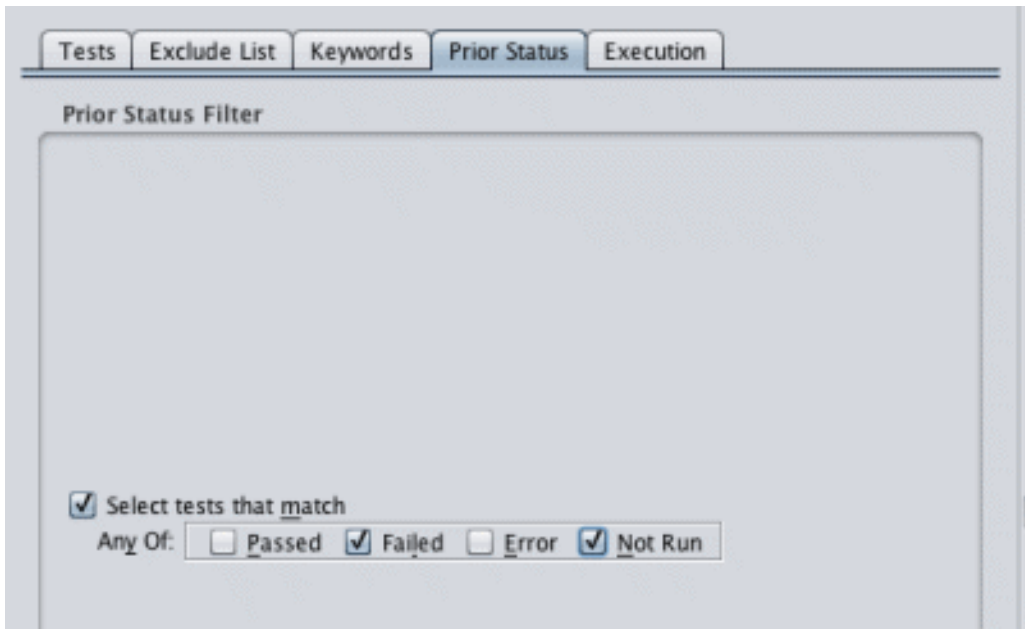 Tests Exclude List Keywords Prior Status Execution
Prior Status Filter
Select tests that match
Any Of: Passed Failed Error Not Run